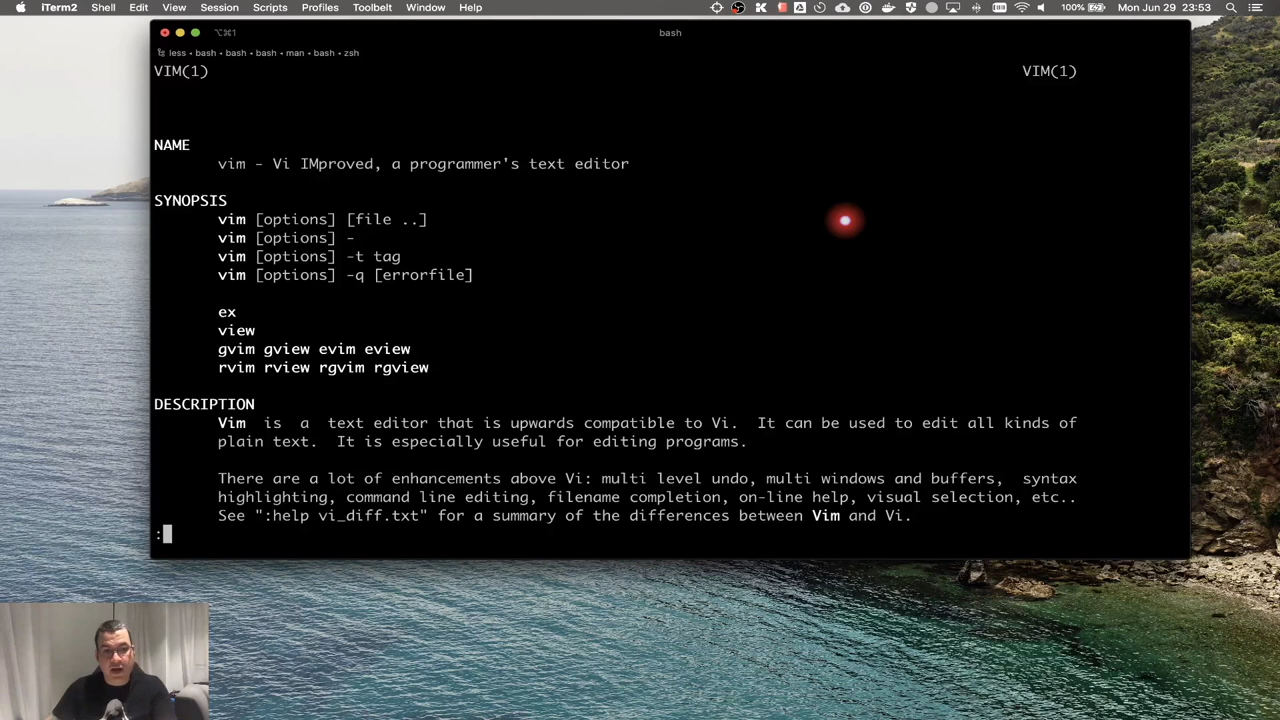 iTerm2 Shell Edit View Session Scripts Profiles Toolbelt Window Help 100% Mon Jun 29 23:53
⌥⌘1 bash
less • bash • bash • bash • man • bash • zsh
VIM(1) VIM(1)
NAME
vim - Vi IMproved, a programmer's text editor
SYNOPSIS
vim [options] [file ..]
vim [options] -
vim [options] -t tag
vim [options] -q [errorfile]
ex
view
gvim gview evim eview
rvim rview rgvim rgview
DESCRIPTION
Vim is a text editor that is upwards compatible to Vi. It can be used to edit all kinds of
plain text. It is especially useful for editing programs.
There are a lot of enhancements above Vi: multi level undo, multi windows and buffers, syntax
highlighting, command line editing, filename completion, on-line help, visual selection, etc..
See ":help vi_diff.txt" for a summary of the differences between Vim and Vi.
: